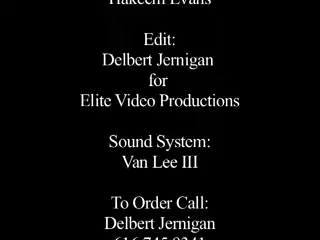 Hakeem Evans
Edit:
Delbert Jernigan
for
Elite Video Productions
Sound System:
Van Lee III
To Order Call:
Delbert Jernigan